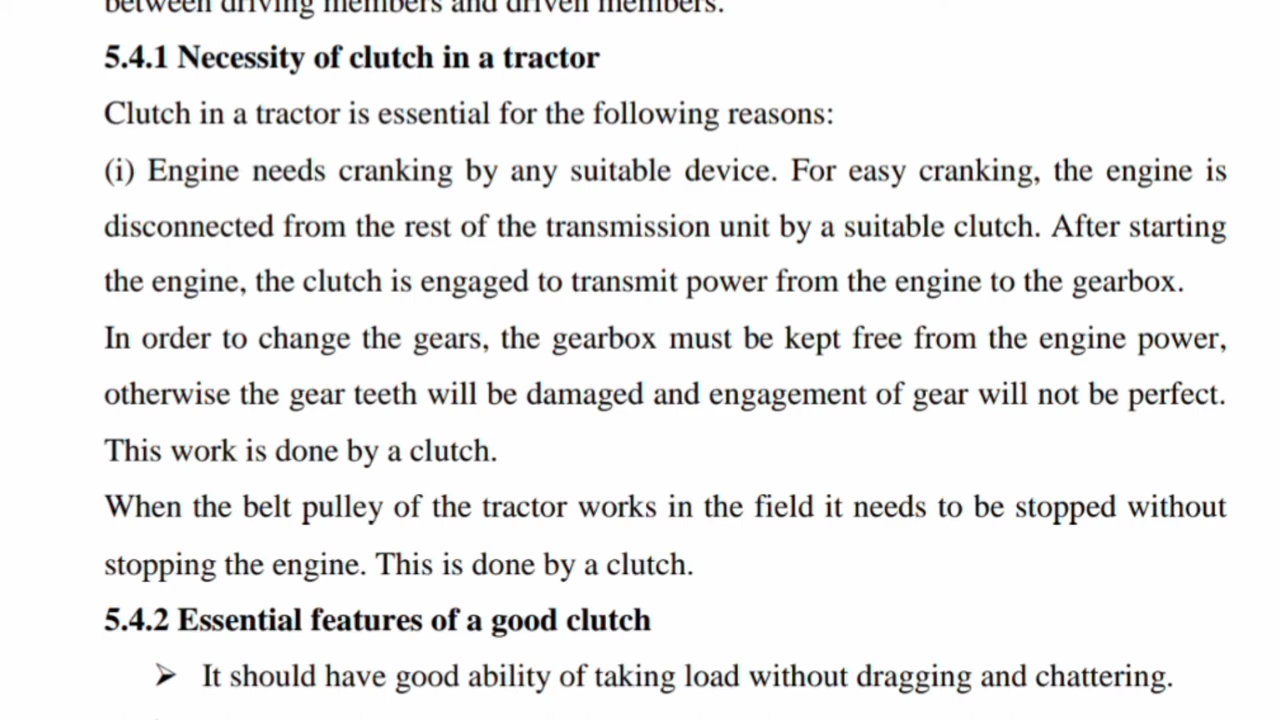 between driving members and driven members.
5.4.1 Necessity of clutch in a tractor
Clutch in a tractor is essential for the following reasons:
(i) Engine needs cranking by any suitable device. For easy cranking, the engine is
disconnected from the rest of the transmission unit by a suitable clutch. After starting
the engine, the clutch is engaged to transmit power from the engine to the gearbox.
In order to change the gears, the gearbox must be kept free from the engine power,
otherwise the gear teeth will be damaged and engagement of gear will not be perfect.
This work is done by a clutch.
When the belt pulley of the tractor works in the field it needs to be stopped without
stopping the engine. This is done by a clutch.
5.4.2 Essential features of a good clutch
➢ It should have good ability of taking load without dragging and chattering.